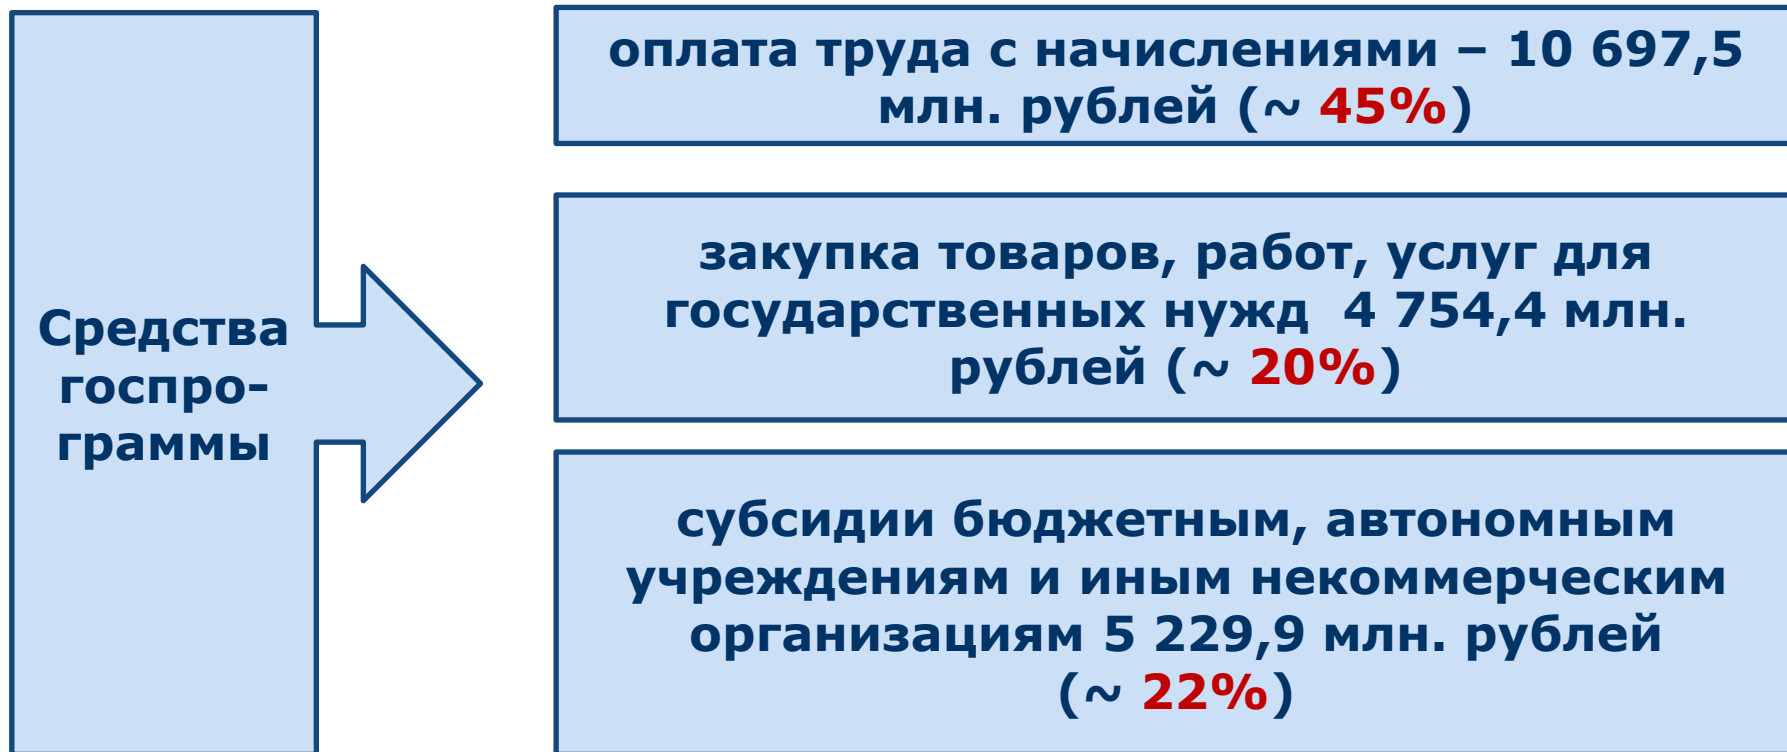 Средства
госпро-
граммы
оплата труда с начислениями – 10 697,5
млн. рублей (~ 45%)
закупка товаров, работ, услуг для
государственных нужд  4 754,4 млн.
рублей (~ 20%)
субсидии бюджетным, автономным
учреждениям и иным некоммерческим
организациям 5 229,9 млн. рублей
(~ 22%)